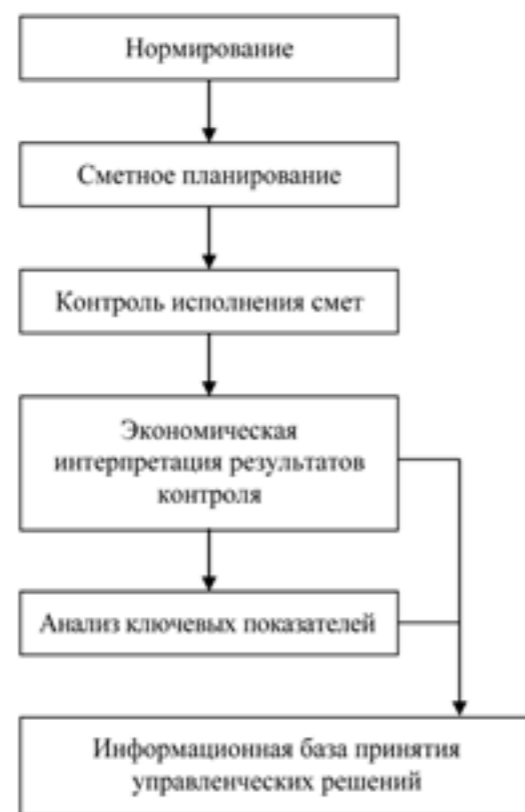 Нормирование
Сметное планирование
Контроль исполнения смет
Экономическая
интерпретация результатов
контроля
Анализ ключевых показателей
Информационная база принятия
управленческих решений